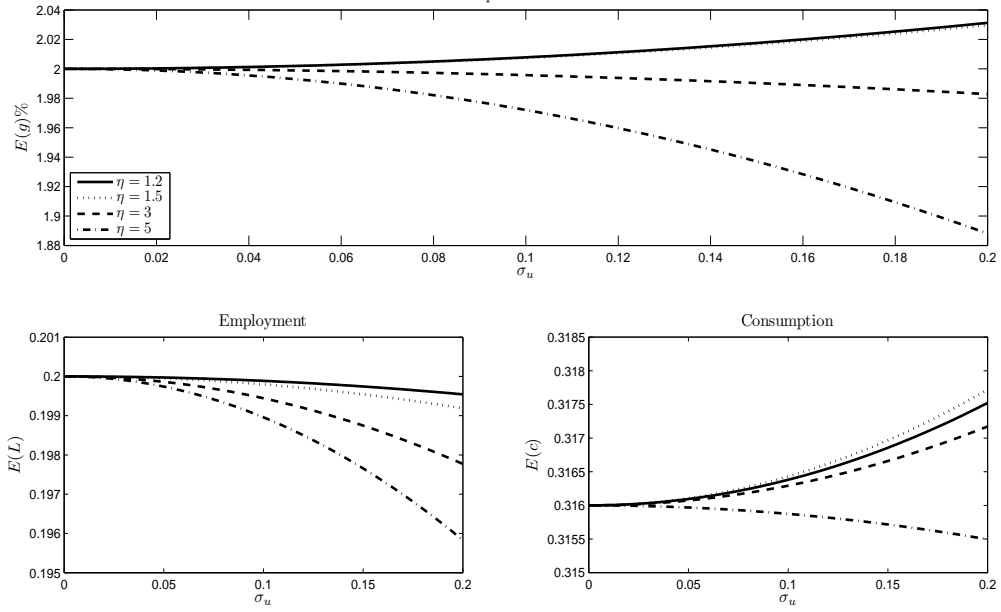 2.04
2.02
2
1.98
1.96
1.94
1.92
1.9
1.88
E(g)%
η = 1.2
η = 1.5
η = 3
η = 5
0 0.02 0.04 0.06 0.08 0.1 0.12 0.14 0.16 0.18 0.2
σ_u
Employment
0.201
0.2
0.199
0.198
0.197
0.196
0.195
E(L)
0 0.05 0.1 0.15 0.2
σ_u
Consumption
0.3185
0.318
0.3175
0.317
0.3165
0.316
0.3155
0.315
E(c)
0 0.05 0.1 0.15 0.2
σ_u